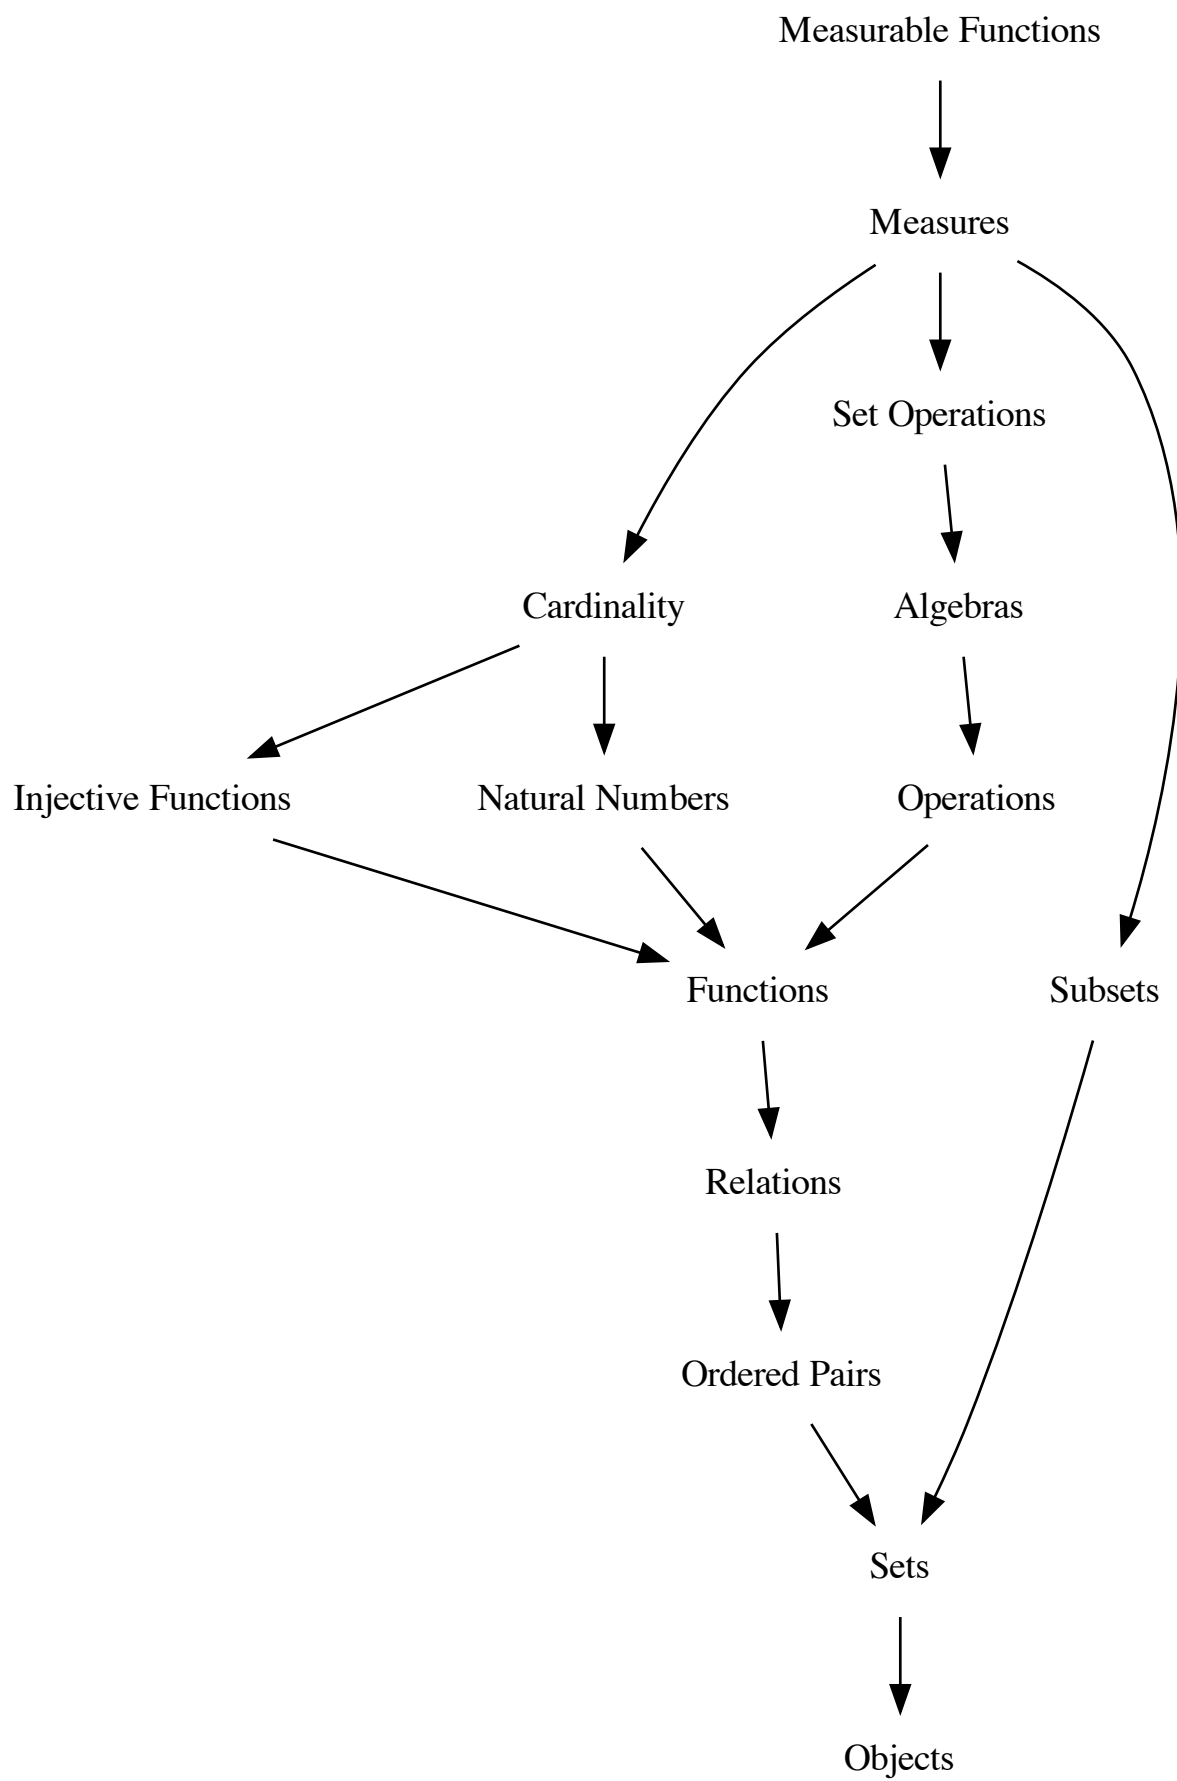 Measurable Functions
Measures
Set Operations
Cardinality
Algebras
Injective Functions
Natural Numbers
Operations
Functions
Subsets
Relations
Ordered Pairs
Sets
Objects